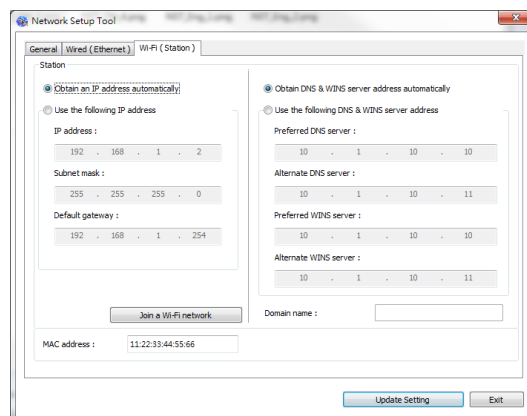 Network Setup Tool
General
Wired ( Ethernet )
Wi-Fi ( Station )
Station
Obtain an IP address automatically
Use the following IP address
IP address :
192 . 168 . 1 . 2
Subnet mask :
255 . 255 . 255 . 0
Default gateway :
192 . 168 . 1 . 254
Join a Wi-Fi network
Obtain DNS & WINS server address automatically
Use the following DNS & WINS server address
Preferred DNS server :
10 . 1 . 10 . 10
Alternate DNS server :
10 . 1 . 10 . 11
Preferred WINS server :
10 . 1 . 10 . 10
Alternate WINS server :
10 . 1 . 10 . 11
Domain name :
MAC address :
11:22:33:44:55:66
Update Setting
Exit